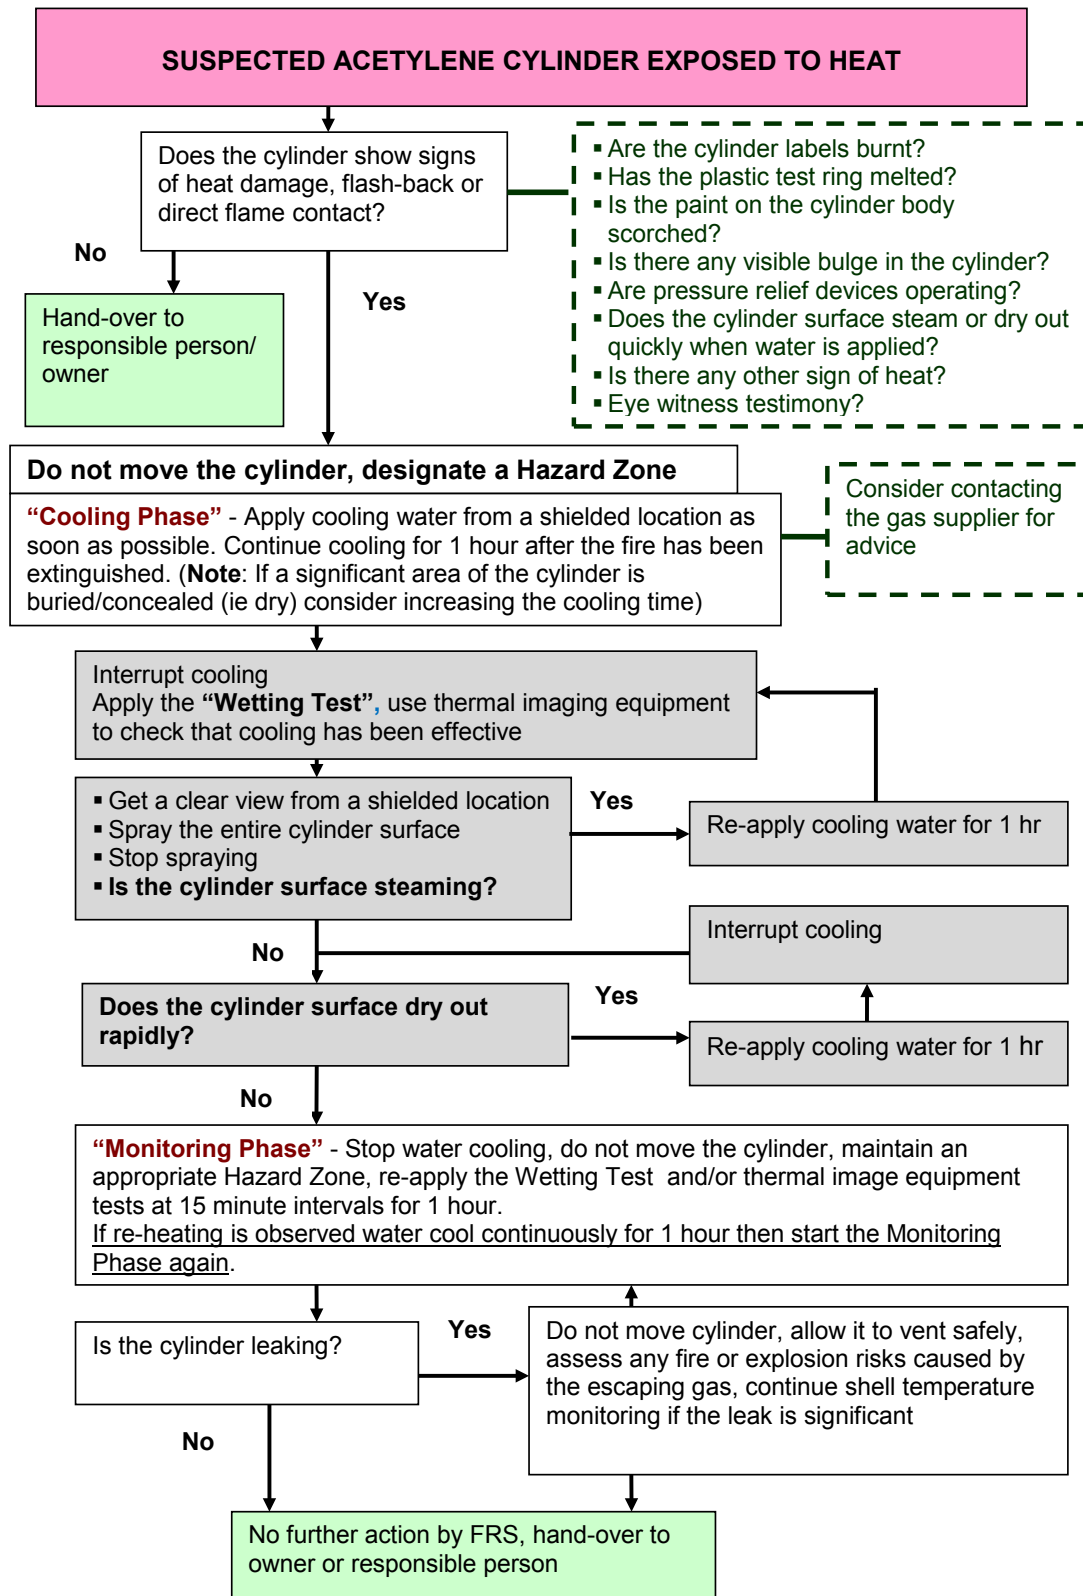 SUSPECTED ACETYLENE CYLINDER EXPOSED TO HEAT
Does the cylinder show signs
of heat damage, flash-back or
direct flame contact?
▪ Are the cylinder labels burnt?
▪ Has the plastic test ring melted?
▪ Is the paint on the cylinder body
scorched?
▪ Is there any visible bulge in the cylinder?
▪ Are pressure relief devices operating?
▪ Does the cylinder surface steam or dry out
quickly when water is applied?
▪ Is there any other sign of heat?
▪ Eye witness testimony?
No
Yes
Hand-over to
responsible person/
owner
Do not move the cylinder, designate a Hazard Zone
“Cooling Phase” - Apply cooling water from a shielded location as
soon as possible. Continue cooling for 1 hour after the fire has been
extinguished. (Note: If a significant area of the cylinder is
buried/concealed (ie dry) consider increasing the cooling time)
Consider contacting
the gas supplier for
advice
Interrupt cooling
Apply the “Wetting Test”, use thermal imaging equipment
to check that cooling has been effective
▪ Get a clear view from a shielded location
▪ Spray the entire cylinder surface
▪ Stop spraying
▪ Is the cylinder surface steaming?
Yes
Re-apply cooling water for 1 hr
No
Interrupt cooling
Does the cylinder surface dry out
rapidly?
Yes
Re-apply cooling water for 1 hr
No
“Monitoring Phase” - Stop water cooling, do not move the cylinder, maintain an
appropriate Hazard Zone, re-apply the Wetting Test and/or thermal image equipment
tests at 15 minute intervals for 1 hour.
If re-heating is observed water cool continuously for 1 hour then start the Monitoring
Phase again.
Is the cylinder leaking?
Yes
Do not move cylinder, allow it to vent safely,
assess any fire or explosion risks caused by
the escaping gas, continue shell temperature
monitoring if the leak is significant
No
No further action by FRS, hand-over to
owner or responsible person